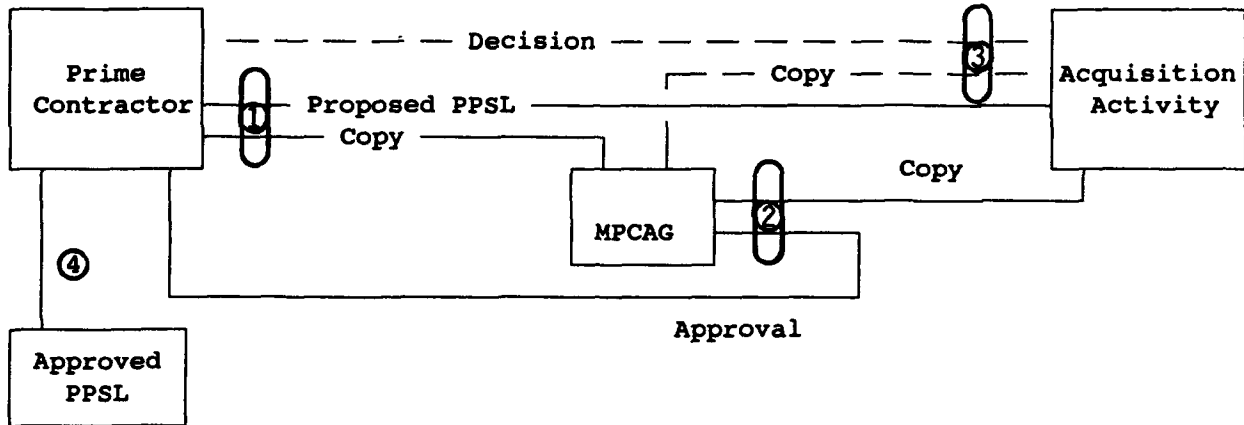 Decision
③
Copy
Prime
Contractor
Acquisition
Activity
①
Proposed PPSL
Copy
Copy
②
MPCAG
④
Approval
Approved
PPSL